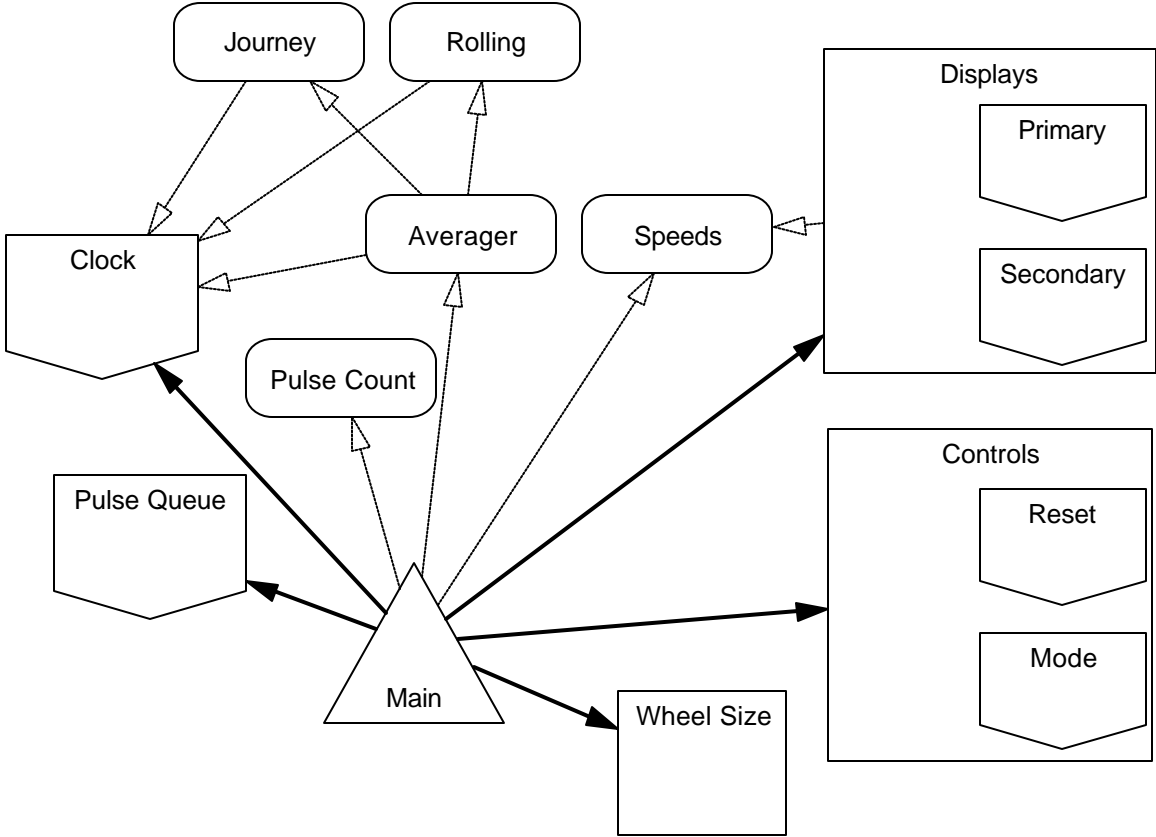 Journey
Rolling
Displays
Primary
Averager
Speeds
Clock
Secondary
Pulse Count
Controls
Pulse Queue
Reset
Mode
Main
Wheel Size